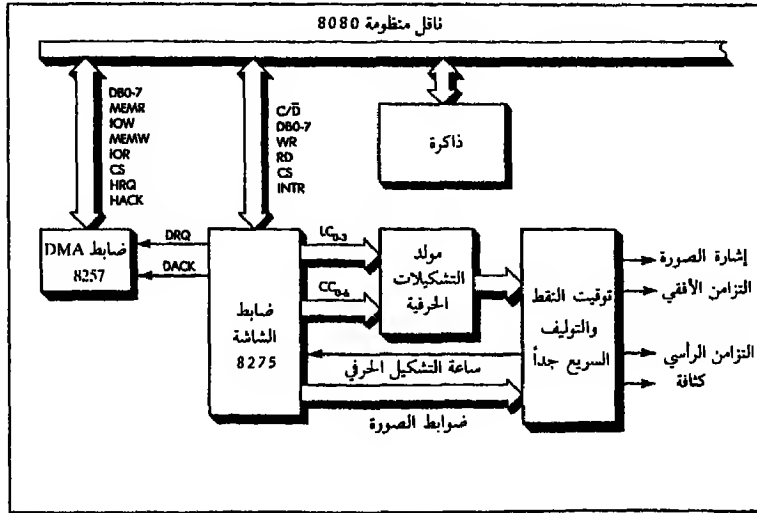 ناقل منظومة 8080
DB0-7
MEMR
IOW
MEMW
IOR
CS
HRQ
HACK
C/D̅
DB0-7
WR
RD
CS
INTR
ذاكرة
ضابط DMA
8257
DRQ
DACK
ضابط
الشاشة
8275
LC₀₋₃
CC₀₋₆
مولد
التشكيلات
الحرفية
توقيت النقط
والتوليف
السريع جداً
إشارة الصورة
التزامن الأفقي
التزامن الرأسي
كثافة
ساعة التشكيل الحرفي
ضوابط الصورة